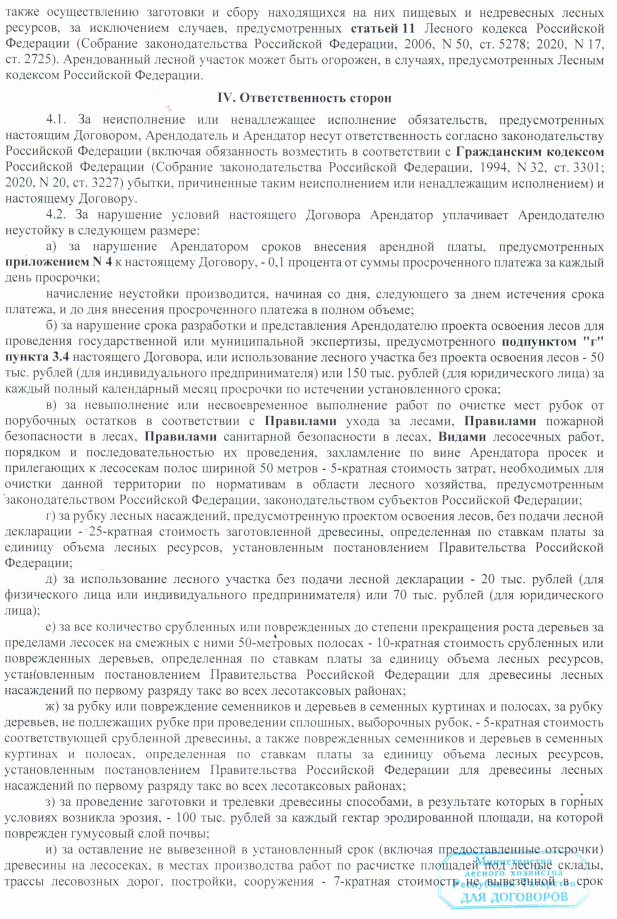 также осуществлению заготовки и сбору находящихся на них пищевых и недревесных лесных
ресурсов, за исключением случаев, предусмотренных статьей 11 Лесного кодекса Российской
Федерации (Собрание законодательства Российской Федерации, 2006, N 50, ст. 5278; 2020, N 17,
ст. 2725). Арендованный лесной участок может быть огорожен, в случаях, предусмотренных Лесным
кодексом Российской Федерации.
IV. Ответственность сторон
4.1. За неисполнение или ненадлежащее исполнение обязательств, предусмотренных
настоящим Договором, Арендодатель и Арендатор несут ответственность согласно законодательству
Российской Федерации (включая обязанность возместить в соответствии с Гражданским кодексом
Российской Федерации (Собрание законодательства Российской Федерации, 1994, N 32, ст. 3301;
2020, N 20, ст. 3227) убытки, причиненные таким неисполнением или ненадлежащим исполнением) и
настоящему Договору.
4.2. За нарушение условий настоящего Договора Арендатор уплачивает Арендодателю
неустойку в следующем размере:
а) за нарушение Арендатором сроков внесения арендной платы, предусмотренных
приложением N 4 к настоящему Договору, - 0,1 процента от суммы просроченного платежа за каждый
день просрочки;
начисление неустойки производится, начиная со дня, следующего за днем истечения срока
платежа, и до дня внесения просроченного платежа в полном объеме;
б) за нарушение срока разработки и представления Арендодателю проекта освоения лесов для
проведения государственной или муниципальной экспертизы, предусмотренного подпунктом "г"
пункта 3.4 настоящего Договора, или использование лесного участка без проекта освоения лесов - 50
тыс. рублей (для индивидуального предпринимателя) или 150 тыс. рублей (для юридического лица) за
каждый полный календарный месяц просрочки по истечении установленного срока;
в) за невыполнение или несвоевременное выполнение работ по очистке мест рубок от
порубочных остатков в соответствии с Правилами ухода за лесами, Правилами пожарной
безопасности в лесах, Правилами санитарной безопасности в лесах, Видами лесосечных работ,
порядком и последовательностью их проведения, захламление по вине Арендатора просек и
прилегающих к лесосекам полос шириной 50 метров - 5-кратная стоимость затрат, необходимых для
очистки данной территории по нормативам в области лесного хозяйства, предусмотренным
законодательством Российской Федерации, законодательством субъектов Российской Федерации;
г) за рубку лесных насаждений, предусмотренную проектом освоения лесов, без подачи лесной
декларации - 25-кратная стоимость заготовленной древесины, определенная по ставкам платы за
единицу объема лесных ресурсов, установленным постановлением Правительства Российской
Федерации;
д) за использование лесного участка без подачи лесной декларации - 20 тыс. рублей (для
физического лица или индивидуального предпринимателя) или 70 тыс. рублей (для юридического
лица);
е) за все количество срубленных или поврежденных до степени прекращения роста деревьев за
пределами лесосек на смежных с ними 50-метровых полосах - 10-кратная стоимость срубленных или
поврежденных деревьев, определенная по ставкам платы за единицу объема лесных ресурсов,
установленным постановлением Правительства Российской Федерации для древесины лесных
насаждений по первому разряду такс во всех лесотаксовых районах;
ж) за рубку или повреждение семенников и деревьев в семенных куртинах и полосах, за рубку
деревьев, не подлежащих рубке при проведении сплошных, выборочных рубок, - 5-кратная стоимость
соответствующей срубленной древесины, а также поврежденных семенников и деревьев в семенных
куртинах и полосах, определенная по ставкам платы за единицу объема лесных ресурсов,
установленным постановлением Правительства Российской Федерации для древесины лесных
насаждений по первому разряду такс во всех лесотаксовых районах;
з) за проведение заготовки и трелевки древесины способами, в результате которых в горных
условиях возникла эрозия, - 100 тыс. рублей за каждый гектар эродированной площади, на которой
поврежден гумусовый слой почвы;
и) за оставление не вывезенной в установленный срок (включая предоставленные отсрочки)
древесины на лесосеках, в местах производства работ по расчистке площадей под лесные склады,
трассы лесовозных дорог, постройки, сооружения - 7-кратная стоимость не вывезенной в срок
Министерство
лесного хозяйства
Республики
ДЛЯ ДОГОВОРОВ